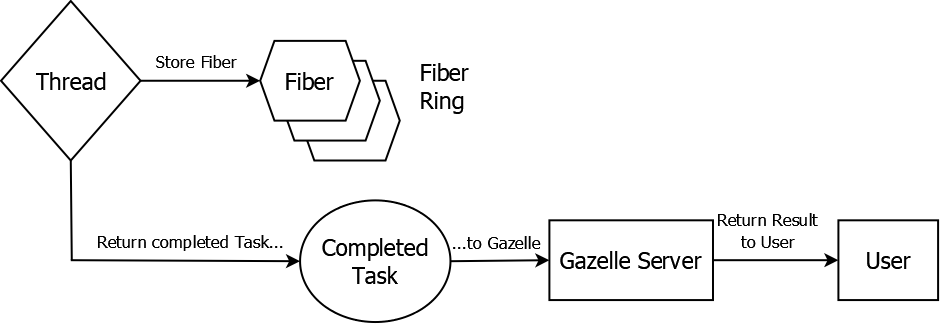 Thread
Store Fiber
Fiber
Fiber
Ring
Return completed Task...
Completed
Task
...to Gazelle
Gazelle Server
Return Result
to User
User